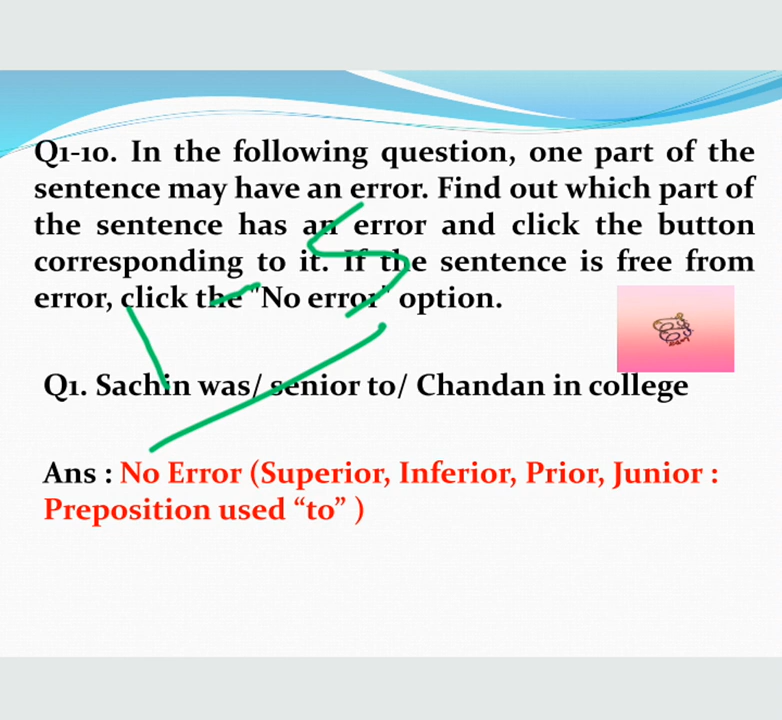 Q1-10. In the following question, one part of the
sentence may have an error. Find out which part of
the sentence has an error and click the button
corresponding to it. If the sentence is free from
error, click the "No error" option.
Q1. Sachin was/ senior to/ Chandan in college
Ans : No Error (Superior, Inferior, Prior, Junior :
Preposition used “to” )